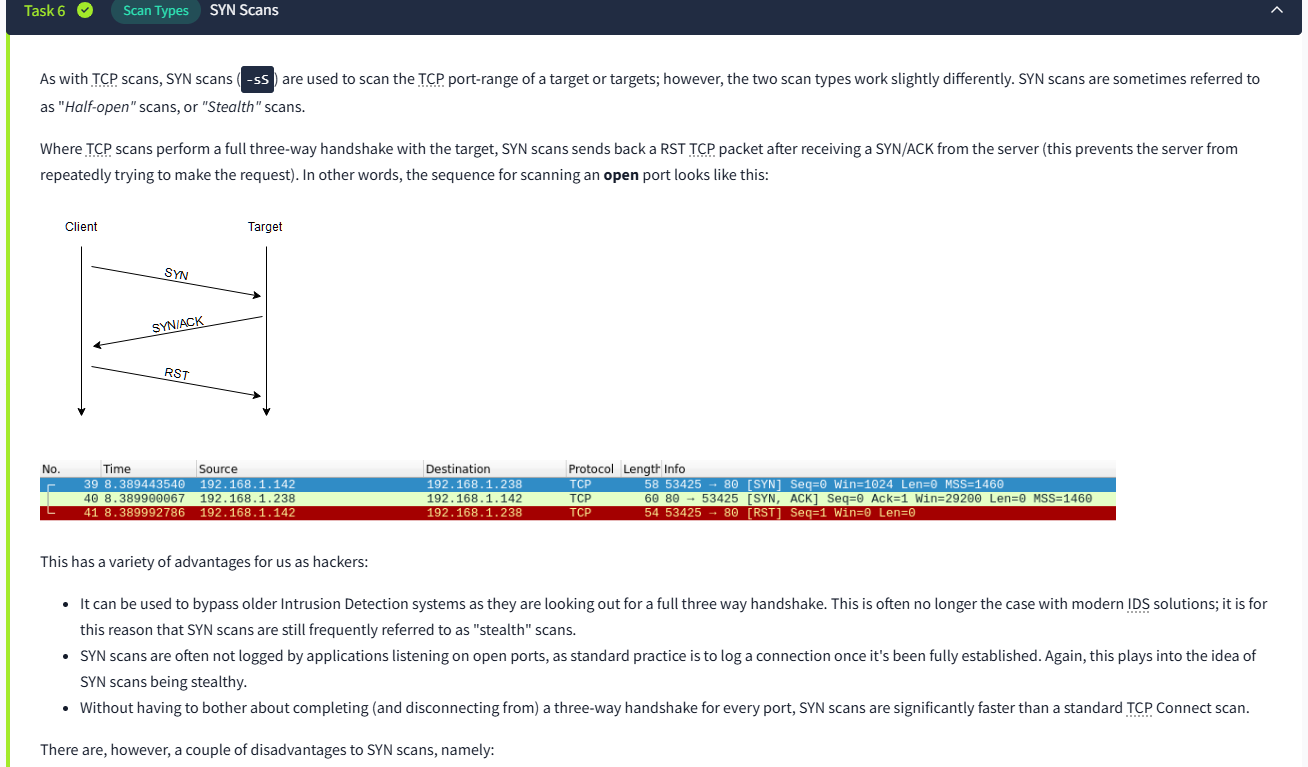 Task 6 Scan Types SYN Scans
As with TCP scans, SYN scans (-sS) are used to scan the TCP port-range of a target or targets; however, the two scan types work slightly differently. SYN scans are sometimes referred to
as "Half-open" scans, or "Stealth" scans.
Where TCP scans perform a full three-way handshake with the target, SYN scans sends back a RST TCP packet after receiving a SYN/ACK from the server (this prevents the server from
repeatedly trying to make the request). In other words, the sequence for scanning an open port looks like this:
Client Target
SYN
SYN/ACK
RST
No. Time Source Destination Protocol Length Info
39 8.389443540 192.168.1.142 192.168.1.238 TCP 58 53425 → 80 [SYN] Seq=0 Win=1024 Len=0 MSS=1460
40 8.389900067 192.168.1.238 192.168.1.142 TCP 60 80 → 53425 [SYN, ACK] Seq=0 Ack=1 Win=29200 Len=0 MSS=1460
41 8.389992786 192.168.1.142 192.168.1.238 TCP 54 53425 → 80 [RST] Seq=1 Win=0 Len=0
This has a variety of advantages for us as hackers:
• It can be used to bypass older Intrusion Detection systems as they are looking out for a full three way handshake. This is often no longer the case with modern IDS solutions; it is for
this reason that SYN scans are still frequently referred to as "stealth" scans.
• SYN scans are often not logged by applications listening on open ports, as standard practice is to log a connection once it's been fully established. Again, this plays into the idea of
SYN scans being stealthy.
• Without having to bother about completing (and disconnecting from) a three-way handshake for every port, SYN scans are significantly faster than a standard TCP Connect scan.
There are, however, a couple of disadvantages to SYN scans, namely: